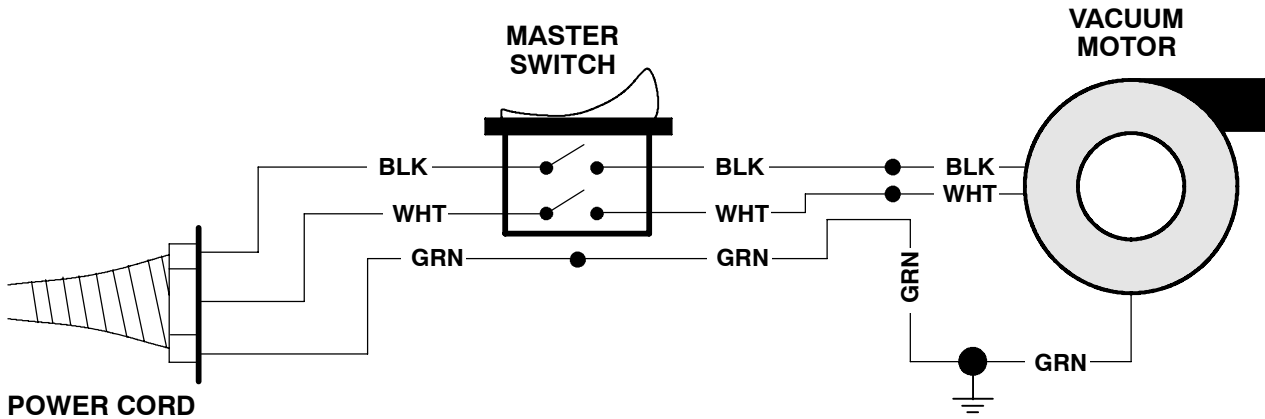 MASTER
SWITCH
VACUUM
MOTOR
BLK
BLK
BLK
WHT
WHT
WHT
GRN
GRN
GRN
GRN
POWER CORD